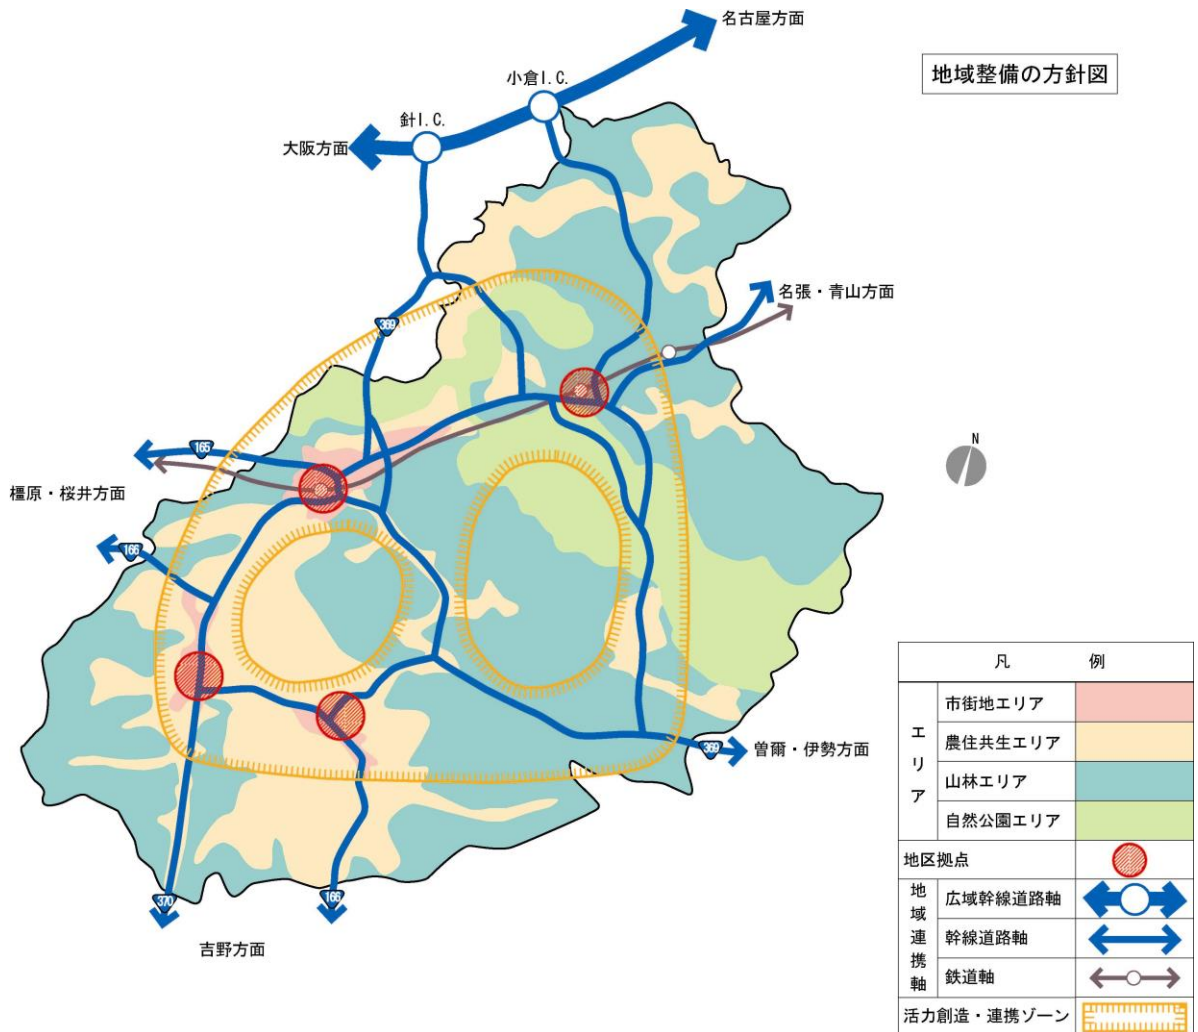 名古屋方面
地域整備の方針図
小倉I.C.
針I.C.
大阪方面
名張・青山方面
369
165
N
橿原・桜井方面
166
凡 例
エリア
市街地エリア
農住共生エリア
山林エリア
自然公園エリア
地区拠点
地域連携軸
広域幹線道路軸
幹線道路軸
鉄道軸
活力創造・連携ゾーン
369
曽爾・伊勢方面
370
166
吉野方面